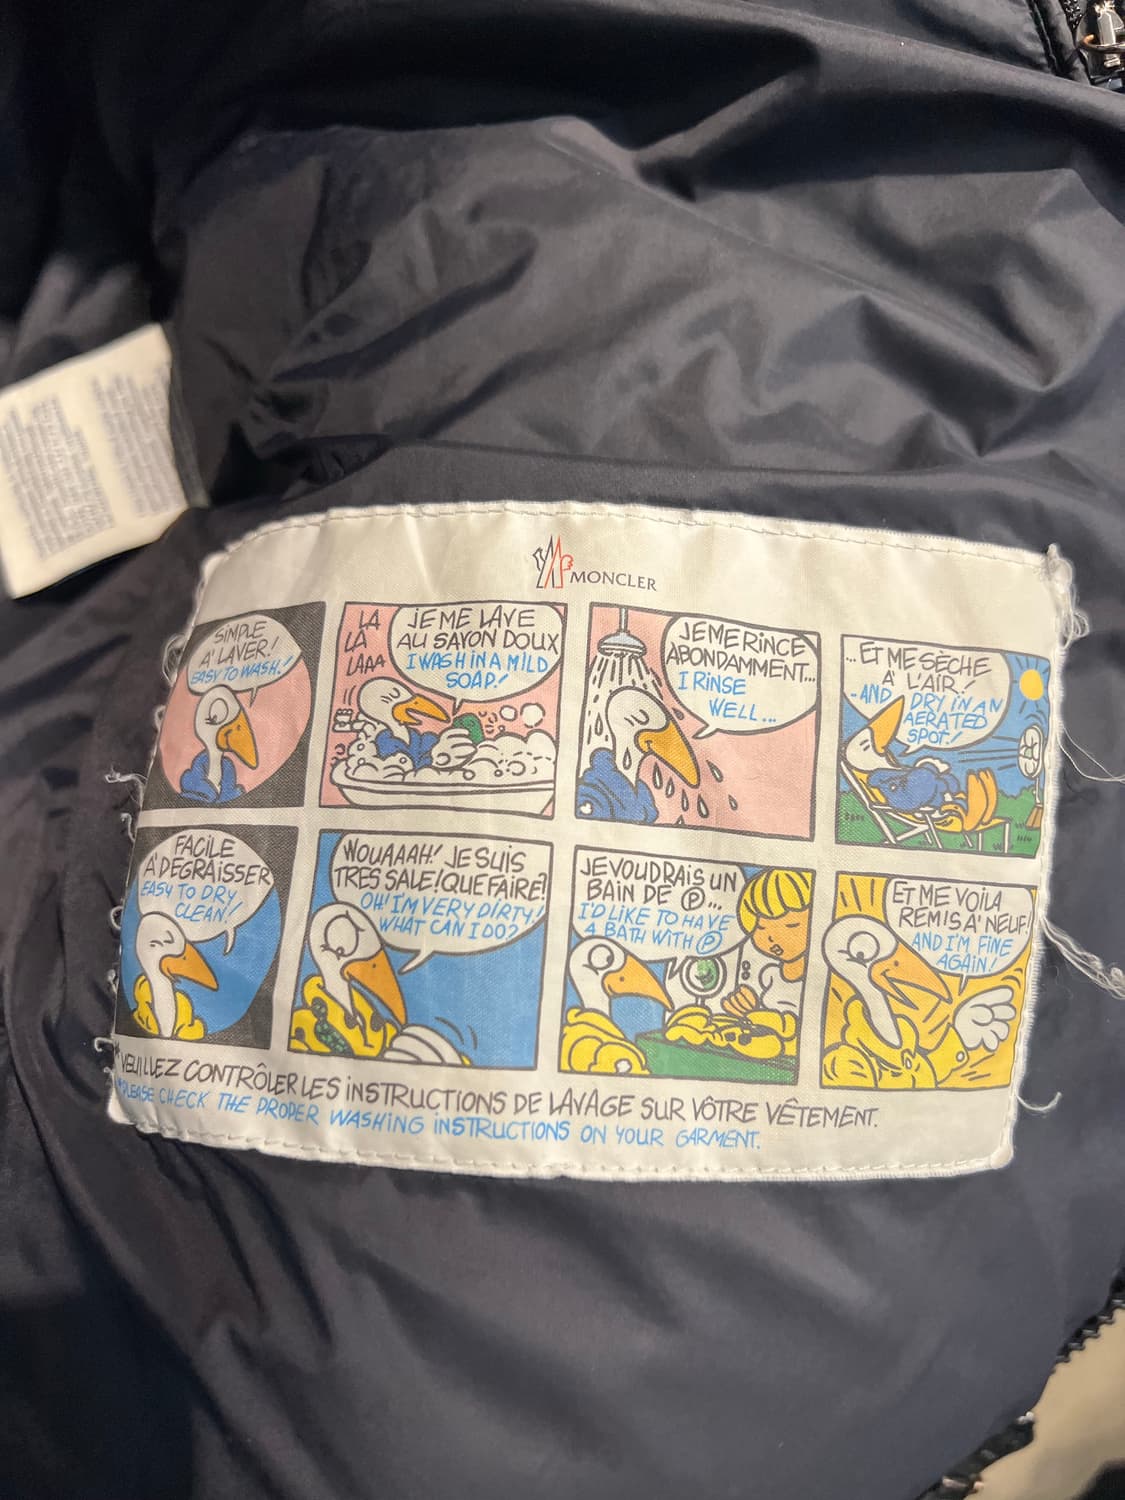 MONCLER
SIMPLE
A' LAVER!
EASY TO WASH!
LA
LA
LAAA
JE ME LAVE
AU SAVON DOUX
I WASH IN A MILD
SOAP!
JE ME RINCE
ABONDAMMENT...
I RINSE
WELL...
...ET ME SÈCHE
A' L'AIR!
-AND DRY IN AN
AERATED
SPOT!
FACILE
A' DEGRAISSER
EASY TO DRY
CLEAN!
WOUAAAH! JE SUIS
TRES SALE! QUE FAIRE?
OH! I'M VERY DIRTY!
WHAT CAN I DO?
JE VOUDRAIS UN
BAIN DE Ⓟ...
I'D LIKE TO HAVE
A BATH WITH Ⓟ
ET ME VOILA
REMIS A' NEUF!
AND I'M FINE
AGAIN!
*VEUILLEZ CONTRÔLER LES INSTRUCTIONS DE LAVAGE SUR VÔTRE VÊTEMENT.
*PLEASE CHECK THE PROPER WASHING INSTRUCTIONS ON YOUR GARMENT.